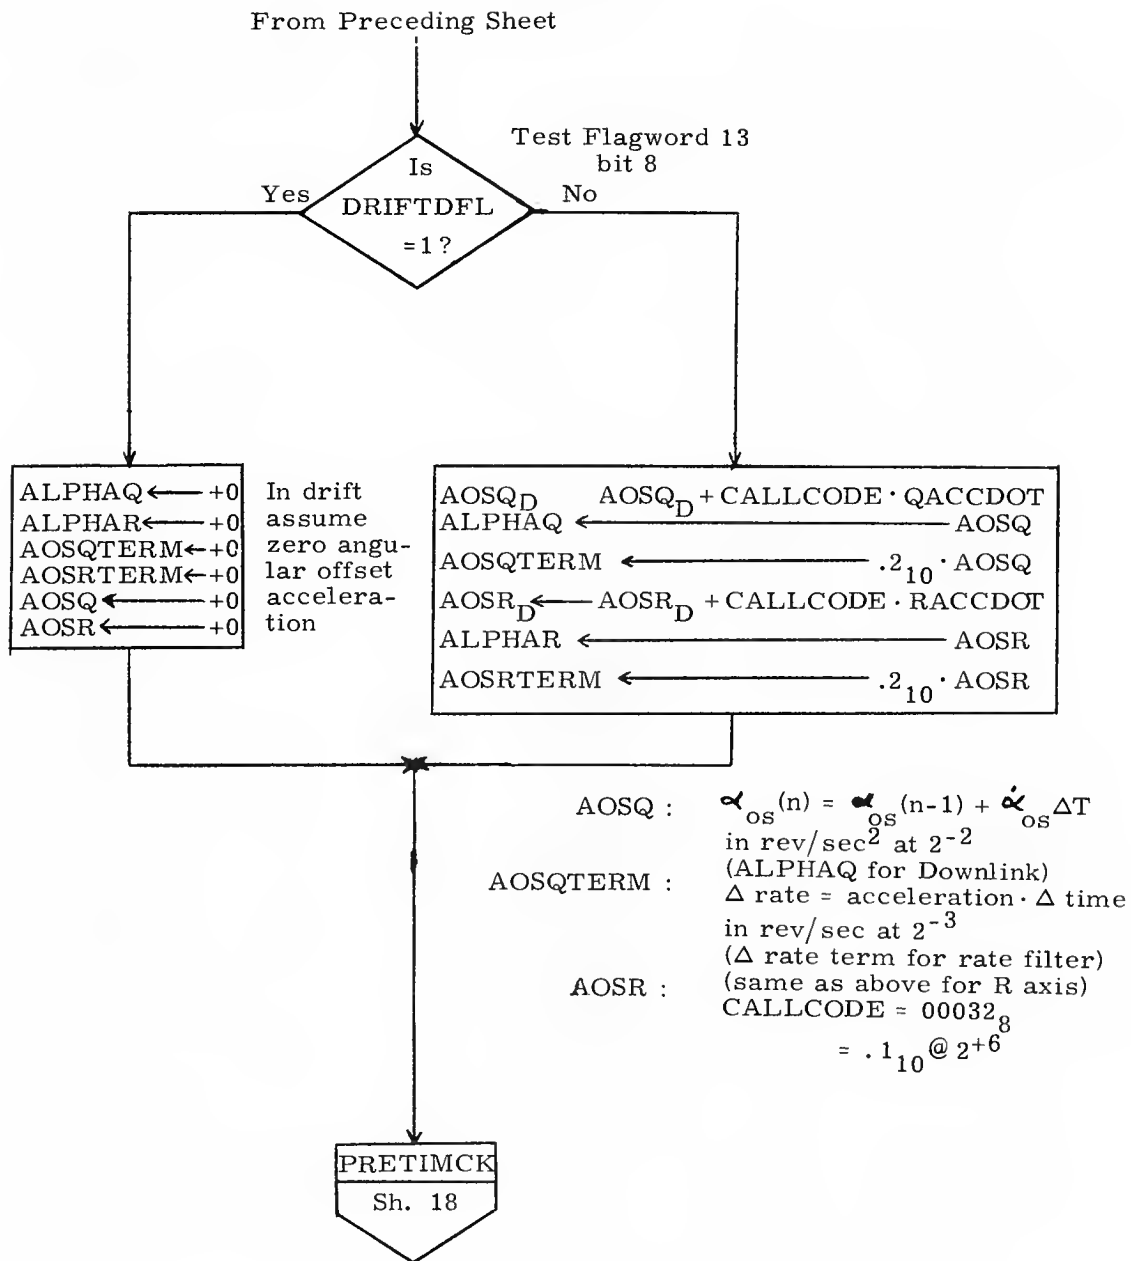 From Preceding Sheet
Test Flagword 13
bit 8
Is
DRIFTDFL
=1?
Yes
No
ALPHAQ ← +0
ALPHAR ← +0
AOSQTERM ← +0
AOSRTERM ← +0
AOSQ ← +0
AOSR ← +0
In drift
assume
zero angu-
lar offset
accelera-
tion
AOSQ_D AOSQ_D + CALLCODE · QACCDOT
ALPHAQ ← AOSQ
AOSQTERM ← .2₁₀ · AOSQ
AOSR_D ← AOSR_D + CALLCODE · RACCDOT
ALPHAR ← AOSR
AOSRTERM ← .2₁₀ · AOSR
AOSQ : α_os(n) = α_os(n-1) + α̇_os ΔT
in rev/sec² at 2⁻²
(ALPHAQ for Downlink)
AOSQTERM : Δ rate = acceleration · Δ time
in rev/sec at 2⁻³
(Δ rate term for rate filter)
AOSR : (same as above for R axis)
CALLCODE = 00032₈
= .1₁₀ @ 2⁺⁶
PRETIMCK
Sh. 18